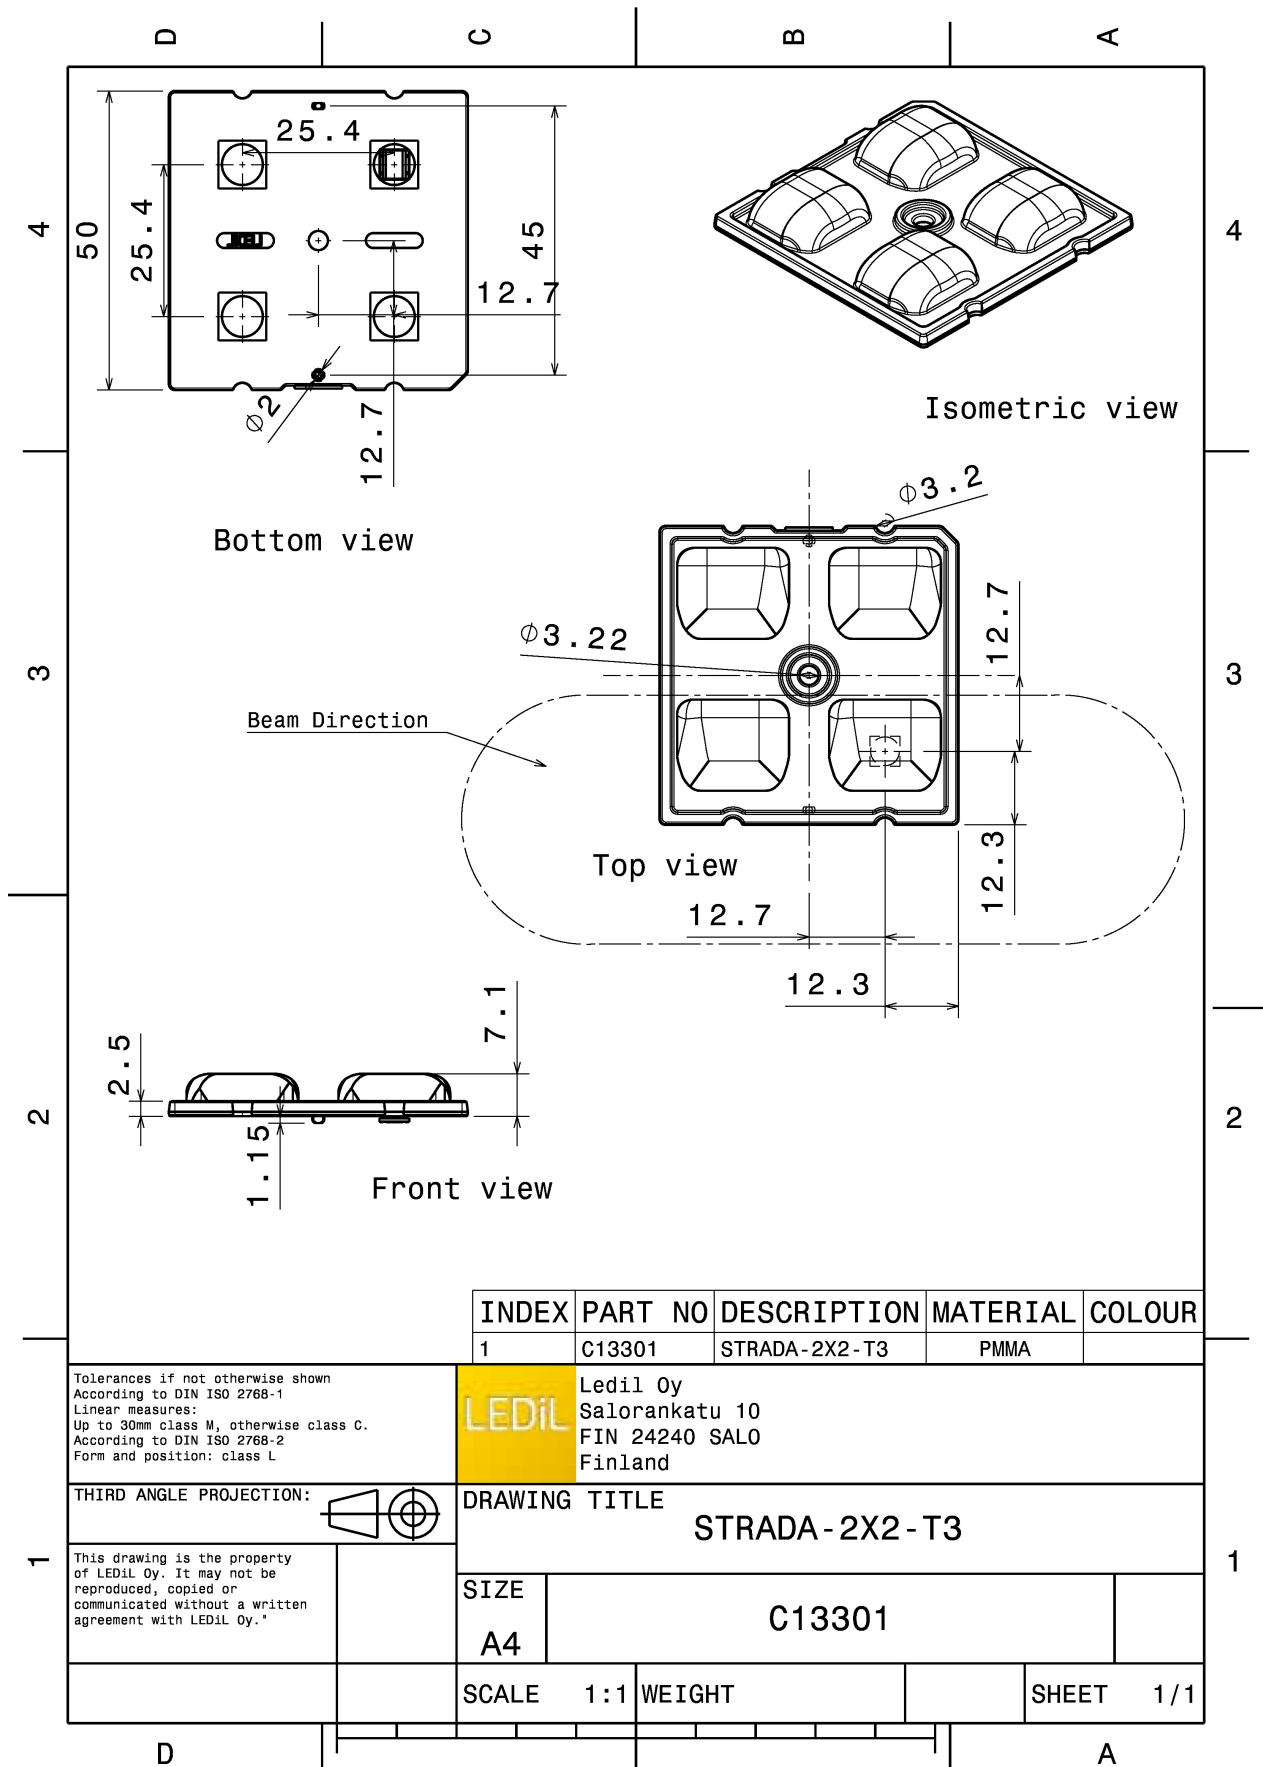 D C B A
4
50
25.4
25.4
45
12.7
12.7
⌀2
LEDiL
4
Isometric view
Bottom view
⌀3.2
3
⌀3.22
12.7
3
Beam Direction
Top view
12.3
12.7
12.3
2
2.5
7.1
1.15
2
Front view
INDEX PART NO DESCRIPTION MATERIAL COLOUR
1 C13301 STRADA-2X2-T3 PMMA
Tolerances if not otherwise shown
According to DIN ISO 2768-1
Linear measures:
Up to 30mm class M, otherwise class C.
According to DIN ISO 2768-2
Form and position: class L
LEDiL
Ledil Oy
Salorankatu 10
FIN 24240 SALO
Finland
THIRD ANGLE PROJECTION:
DRAWING TITLE
STRADA-2X2-T3
1
This drawing is the property
of LEDiL Oy. It may not be
reproduced, copied or
communicated without a written
agreement with LEDiL Oy."
SIZE
A4
C13301
1
SCALE 1:1 WEIGHT SHEET 1/1
D A